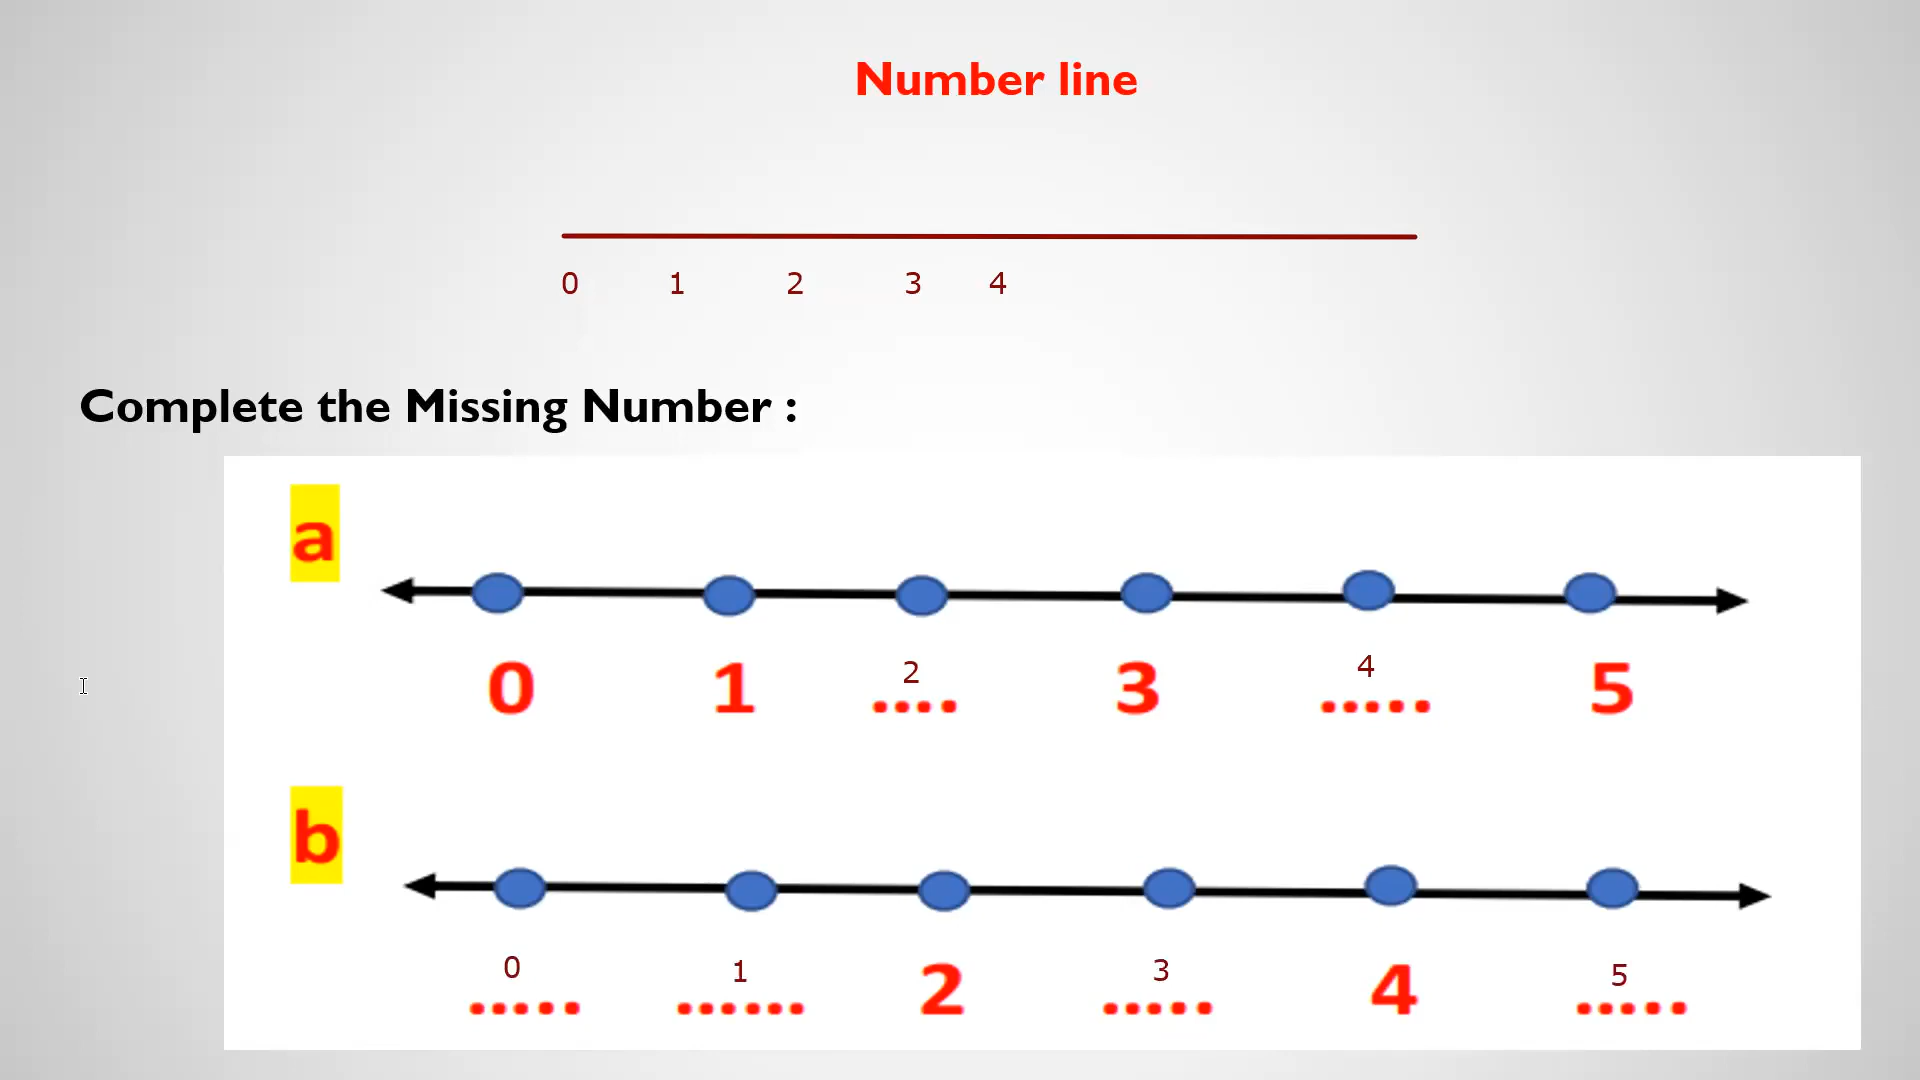 Number line
0 1 2 3 4
Complete the Missing Number :
a
0 1 2 .... 3 4 ..... 5
b
0 ..... 1 ...... 2 3 ..... 4 5 .....